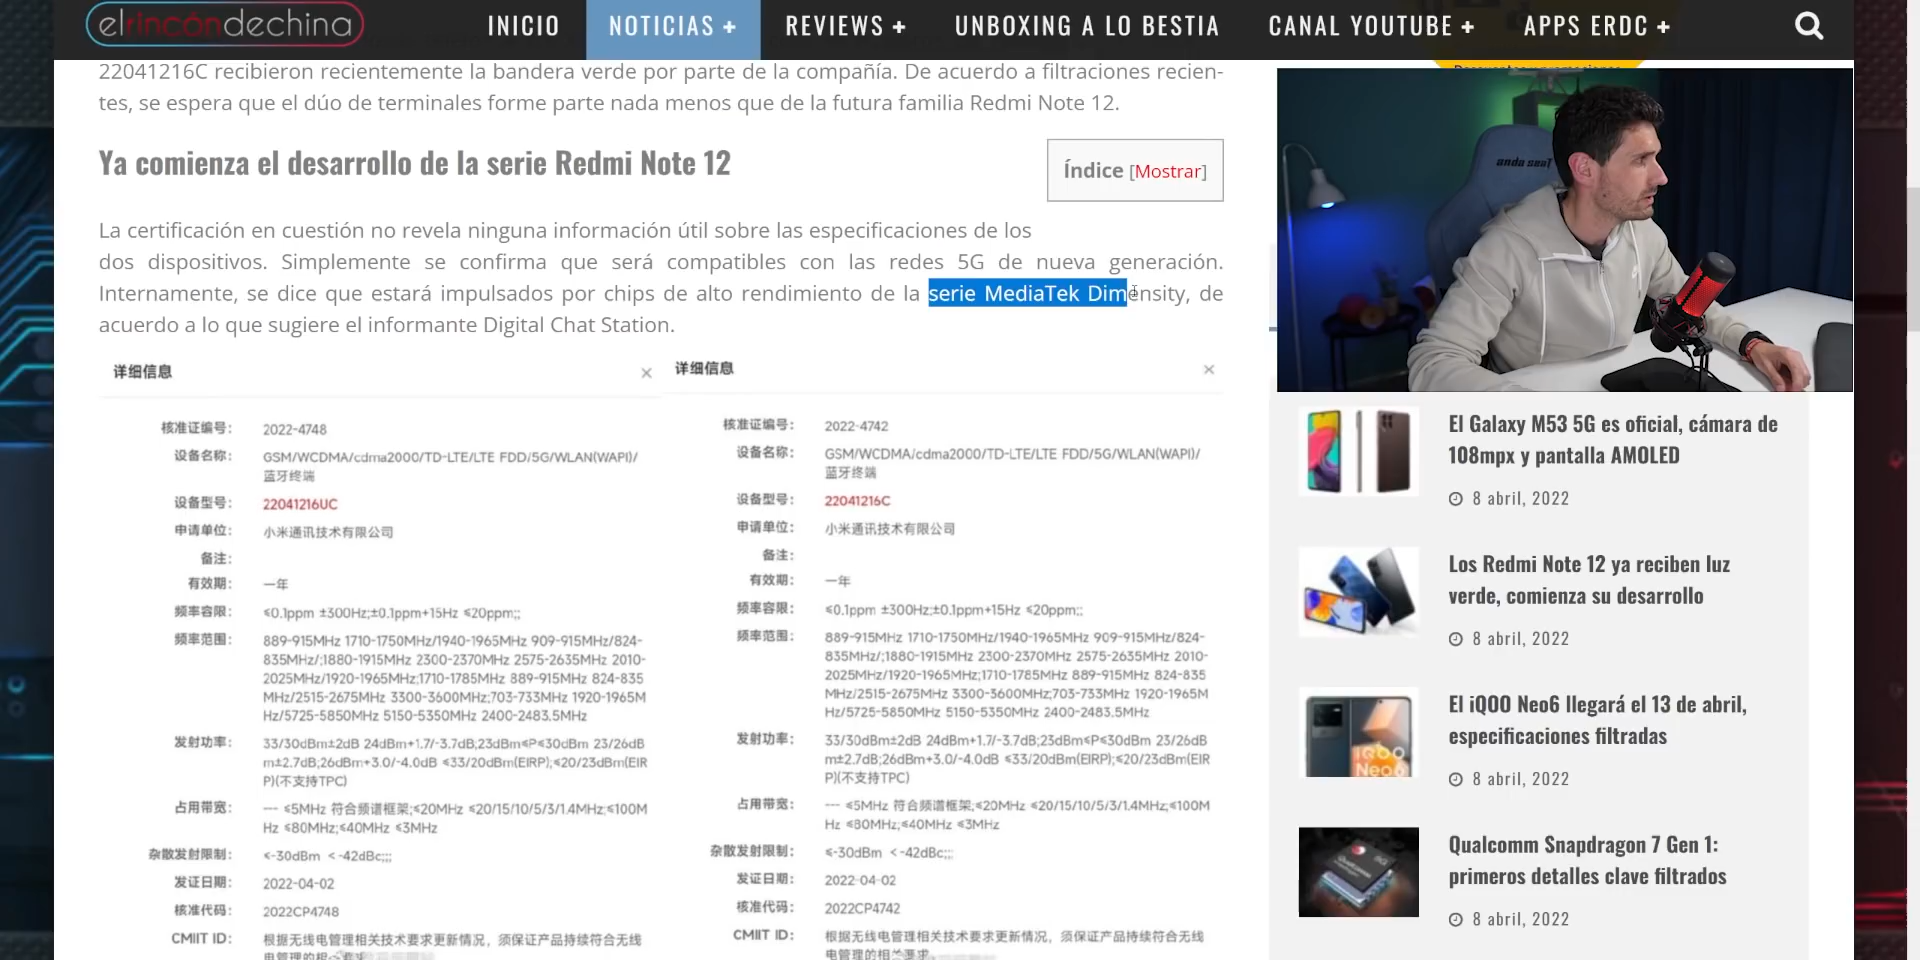 elrincóndechina
INICIO
NOTICIAS +
REVIEWS +
UNBOXING A LO BESTIA
CANAL YOUTUBE +
APPS ERDC +
22041216C recibieron recientemente la bandera verde por parte de la compañía. De acuerdo a filtraciones recien-
tes, se espera que el dúo de terminales forme parte nada menos que de la futura familia Redmi Note 12.
Ya comienza el desarrollo de la serie Redmi Note 12
Índice [Mostrar]
La certificación en cuestión no revela ninguna información útil sobre las especificaciones de los
dos dispositivos. Simplemente se confirma que será compatibles con las redes 5G de nueva generación.
Internamente, se dice que estará impulsados por chips de alto rendimiento de la serie MediaTek Dimensity, de
acuerdo a lo que sugiere el informante Digital Chat Station.
详细信息
核准证编号: 2022-4748
设备名称: GSM/WCDMA/cdma2000/TD-LTE/LTE FDD/5G/WLAN(WAPI)/
蓝牙终端
设备型号: 22041216UC
申请单位: 小米通讯技术有限公司
备注:
有效期: 一年
频率容限: ≤0.1ppm ±300Hz;±0.1ppm+15Hz ≤20ppm;;
频率范围: 889-915MHz 1710-1750MHz/1940-1965MHz 909-915MHz/824-
835MHz/;1880-1915MHz 2300-2370MHz 2575-2635MHz 2010-
2025MHz/1920-1965MHz;1710-1785MHz 889-915MHz 824-835
MHz/2515-2675MHz 3300-3600MHz;703-733MHz 1920-1965M
Hz/5725-5850MHz 5150-5350MHz 2400-2483.5MHz
发射功率: 33/30dBm±2dB 24dBm+1.7/-3.7dB;23dBm≤P≤30dBm 23/26dB
m±2.7dB;26dBm+3.0/-4.0dB ≤33/20dBm(EIRP);≤20/23dBm(EIR
P)(不支持TPC)
占用带宽: --- ≤5MHz 符合频谱框架;≤20MHz ≤20/15/10/5/3/1.4MHz;≤100M
Hz ≤80MHz;≤40MHz ≤3MHz
杂散发射限制: ≤-30dBm <-42dBc;;;
发证日期: 2022-04-02
核准代码: 2022CP4748
CMIIT ID: 根据无线电管理相关技术要求更新情况，须保证产品持续符合无线
电管理的相关要求
详细信息
核准证编号: 2022-4742
设备名称: GSM/WCDMA/cdma2000/TD-LTE/LTE FDD/5G/WLAN(WAPI)/
蓝牙终端
设备型号: 22041216C
申请单位: 小米通讯技术有限公司
备注:
有效期: 一年
频率容限: ≤0.1ppm ±300Hz;±0.1ppm+15Hz ≤20ppm;;
频率范围: 889-915MHz 1710-1750MHz/1940-1965MHz 909-915MHz/824-
835MHz/;1880-1915MHz 2300-2370MHz 2575-2635MHz 2010-
2025MHz/1920-1965MHz;1710-1785MHz 889-915MHz 824-835
MHz/2515-2675MHz 3300-3600MHz;703-733MHz 1920-1965M
Hz/5725-5850MHz 5150-5350MHz 2400-2483.5MHz
发射功率: 33/30dBm±2dB 24dBm+1.7/-3.7dB;23dBm≤P≤30dBm 23/26dB
m±2.7dB;26dBm+3.0/-4.0dB ≤33/20dBm(EIRP);≤20/23dBm(EIR
P)(不支持TPC)
占用带宽: --- ≤5MHz 符合频谱框架;≤20MHz ≤20/15/10/5/3/1.4MHz;≤100M
Hz ≤80MHz;≤40MHz ≤3MHz
杂散发射限制: ≤-30dBm <-42dBc;;;
发证日期: 2022-04-02
核准代码: 2022CP4742
CMIIT ID: 根据无线电管理相关技术要求更新情况，须保证产品持续符合无线
电管理的相关要求
anda seaT
El Galaxy M53 5G es oficial, cámara de
108mpx y pantalla AMOLED
8 abril, 2022
Los Redmi Note 12 ya reciben luz
verde, comienza su desarrollo
8 abril, 2022
iQOO
Neo6
El iQOO Neo6 llegará el 13 de abril,
especificaciones filtradas
8 abril, 2022
Qualcomm Snapdragon 7 Gen 1:
primeros detalles clave filtrados
8 abril, 2022